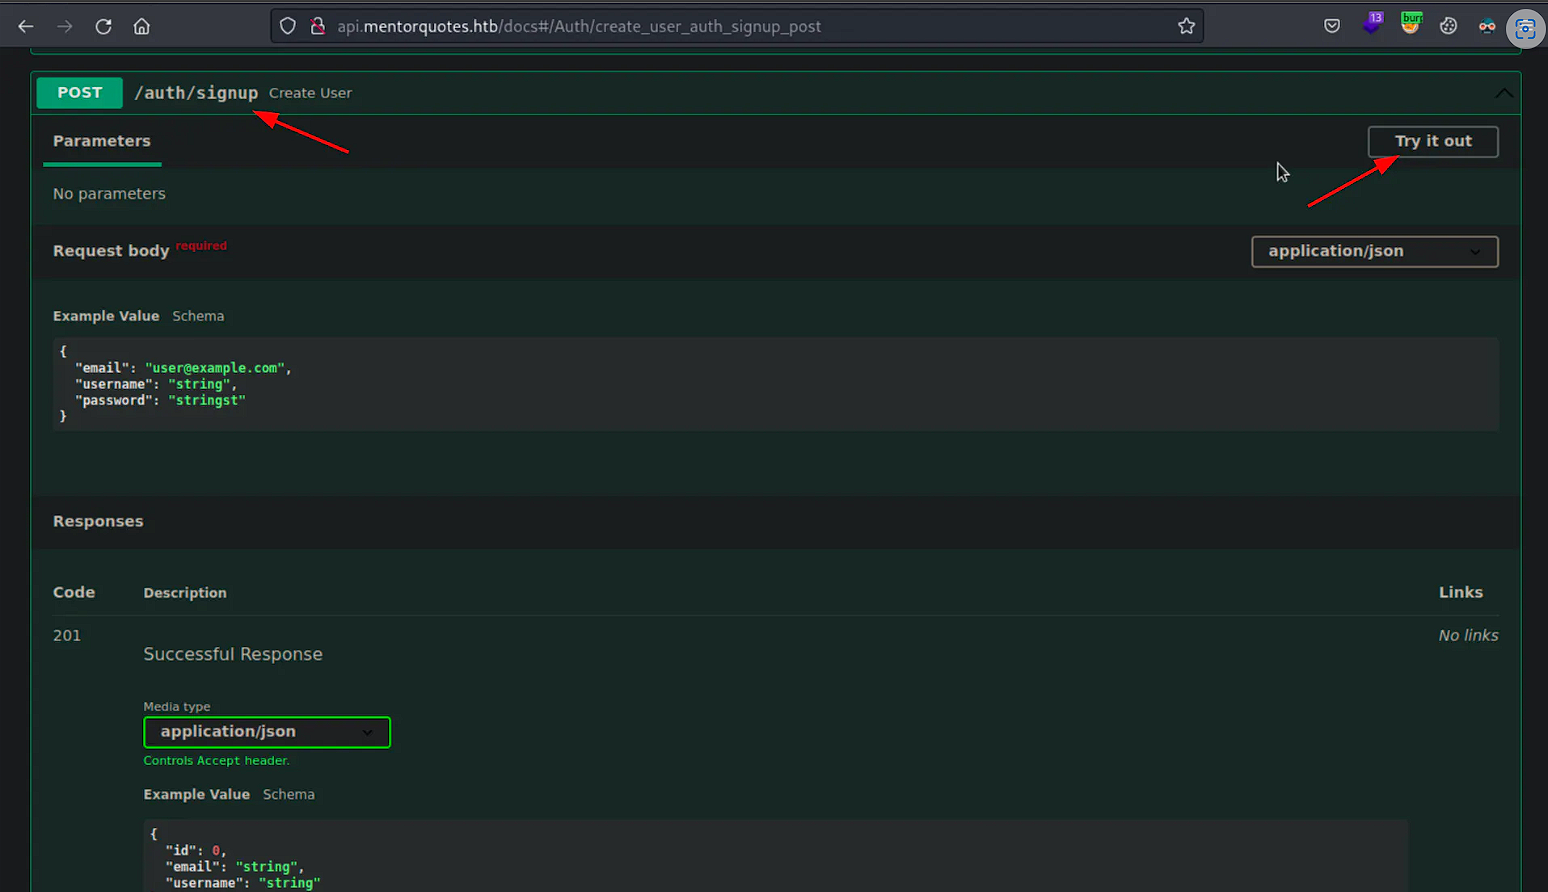 api.mentorquotes.htb/docs#/Auth/create_user_auth_signup_post
13
burp
POST /auth/signup Create User
Parameters
Try it out
No parameters
Request body required
application/json
Example Value Schema
{
"email": "user@example.com",
"username": "string",
"password": "stringst"
}
Responses
Code Description Links
201
Successful Response
No links
Media type
application/json
Controls Accept header.
Example Value Schema
{
"id": 0,
"email": "string",
"username": "string"